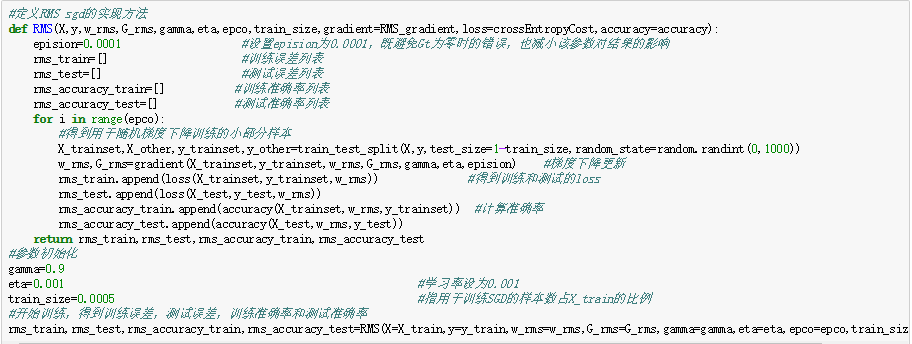 #定义RMS sgd的实现方法
def RMS(X,y,w_rms,G_rms,gamma,eta,epco,train_size,gradient=RMS_gradient,loss=crossEntropyCost,accuracy=accuracy):
    epision=0.0001    #设置epision为0.0001，既避免Gt为零时的错误，也减小该参数对结果的影响
    rms_train=[]    #训练误差列表
    rms_test=[]    #测试误差列表
    rms_accuracy_train=[]    #训练准确率列表
    rms_accuracy_test=[]    #测试准确率列表
    for i in range(epco):
        #得到用于随机梯度下降训练的小部分样本
        X_trainset,X_other,y_trainset,y_other=train_test_split(X,y,test_size=1-train_size,random_state=random.randint(0,1000))
        w_rms,G_rms=gradient(X_trainset,y_trainset,w_rms,G_rms,gamma,eta,epision)    #梯度下降更新
        rms_train.append(loss(X_trainset,y_trainset,w_rms))    #得到训练和测试的loss
        rms_test.append(loss(X_test,y_test,w_rms))
        rms_accuracy_train.append(accuracy(X_trainset,w_rms,y_trainset))    #计算准确率
        rms_accuracy_test.append(accuracy(X_test,w_rms,y_test))
    return rms_train,rms_test,rms_accuracy_train,rms_accuracy_test
#参数初始化
gamma=0.9
eta=0.001    #学习率设为0.001
train_size=0.0005    #指用于训练SGD的样本数占X_train的比例
#开始训练，得到训练误差，测试误差，训练准确率和测试准确率
rms_train,rms_test,rms_accuracy_train,rms_accuracy_test=RMS(X=X_train,y=y_train,w_rms=w_rms,G_rms=G_rms,gamma=gamma,eta=eta,epco=epco,train_siz